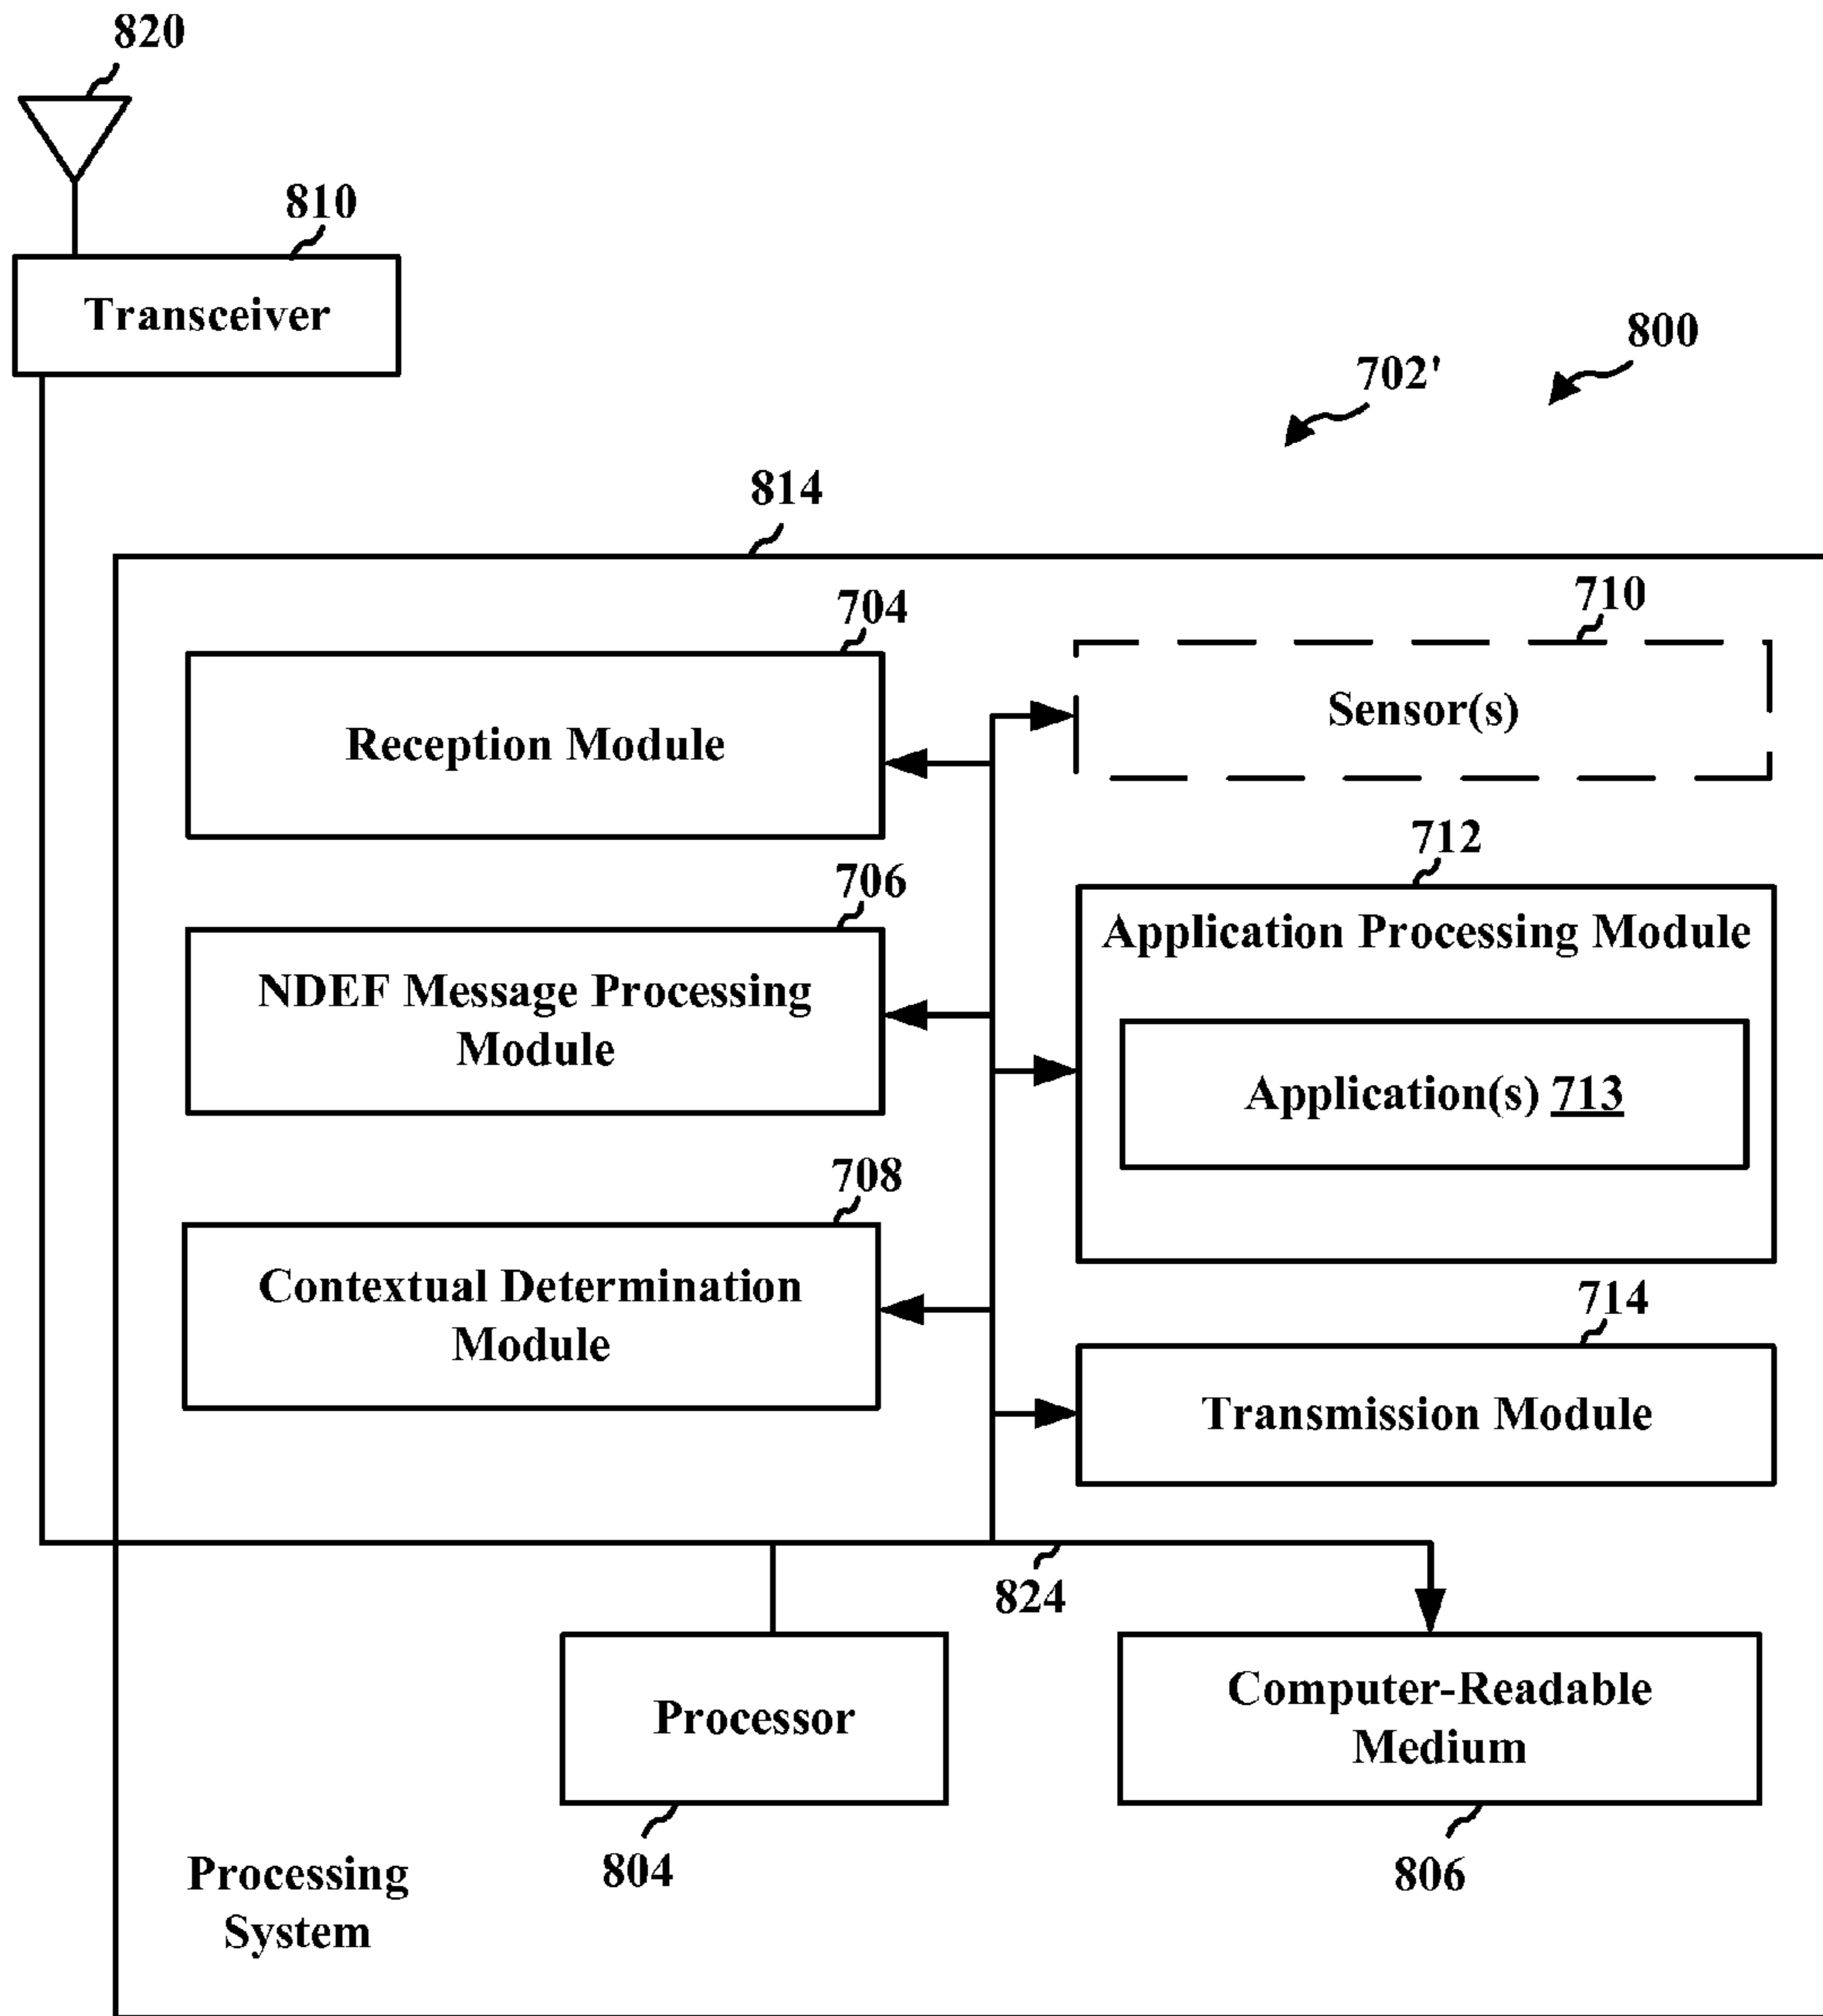 820
810
Transceiver
800
702'
814
704
710
Reception Module
Sensor(s)
712
706
Application Processing Module
NDEF Message Processing
Module
Application(s) 713
708
Contextual Determination
Module
714
Transmission Module
824
Processor
Computer-Readable
Medium
804
806
Processing
System